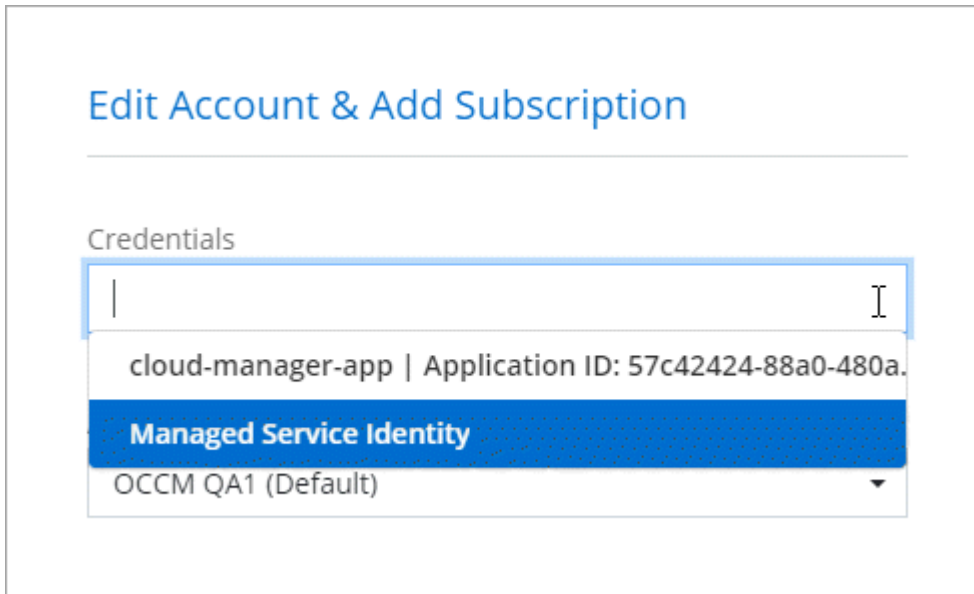 Edit Account & Add Subscription
Credentials
cloud-manager-app | Application ID: 57c42424-88a0-480a.
Managed Service Identity
OCCM QA1 (Default)